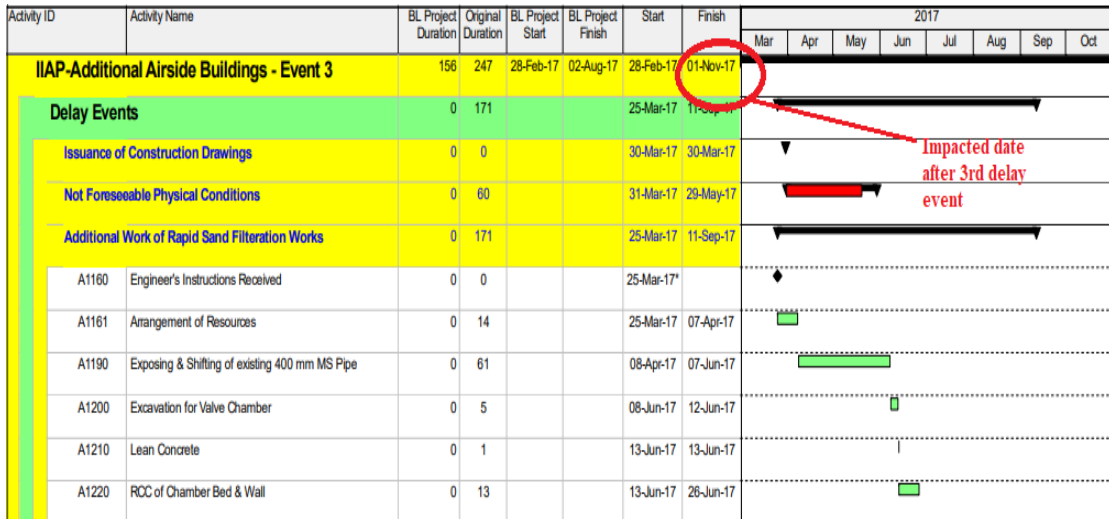 Activity ID Activity Name BL Project Original BL Project BL Project Start Finish 2017
Duration Duration Start Finish Mar Apr May Jun Jul Aug Sep Oct
IIAP-Additional Airside Buildings - Event 3 156 247 28-Feb-17 02-Aug-17 28-Feb-17 01-Nov-17
Delay Events 0 171 25-Mar-17 11-Sep-17
Issuance of Construction Drawings 0 0 30-Mar-17 30-Mar-17
Not Foreseeable Physical Conditions 0 60 31-Mar-17 29-May-17
Additional Work of Rapid Sand Filteration Works 0 171 25-Mar-17 11-Sep-17
A1160 Engineer's Instructions Received 0 0 25-Mar-17*
A1161 Arrangement of Resources 0 14 25-Mar-17 07-Apr-17
A1190 Exposing & Shifting of existing 400 mm MS Pipe 0 61 08-Apr-17 07-Jun-17
A1200 Excavation for Valve Chamber 0 5 08-Jun-17 12-Jun-17
A1210 Lean Concrete 0 1 13-Jun-17 13-Jun-17
A1220 RCC of Chamber Bed & Wall 0 13 13-Jun-17 26-Jun-17
Impacted date
after 3rd delay
event